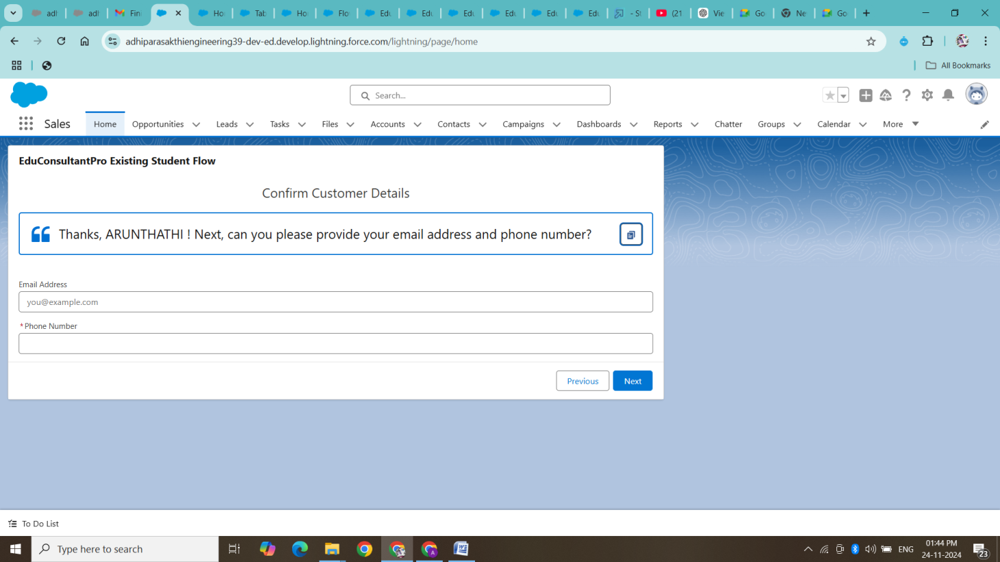 adl
adl
Fin
Ho
Tab
Ho
Flo
Edu
Edu
Edu
Edu
Edu
Edu
- St
(21
Vie
Go
Ne
Go
adhiparasakthiengineering39-dev-ed.develop.lightning.force.com/lightning/page/home
All Bookmarks
Search...
Sales
Home
Opportunities
Leads
Tasks
Files
Accounts
Contacts
Campaigns
Dashboards
Reports
Chatter
Groups
Calendar
More
EduConsultantPro Existing Student Flow
Confirm Customer Details
Thanks, ARUNTHATHI ! Next, can you please provide your email address and phone number?
Email Address
you@example.com
*Phone Number
Previous
Next
To Do List
Type here to search
ENG
01:44 PM
24-11-2024
23